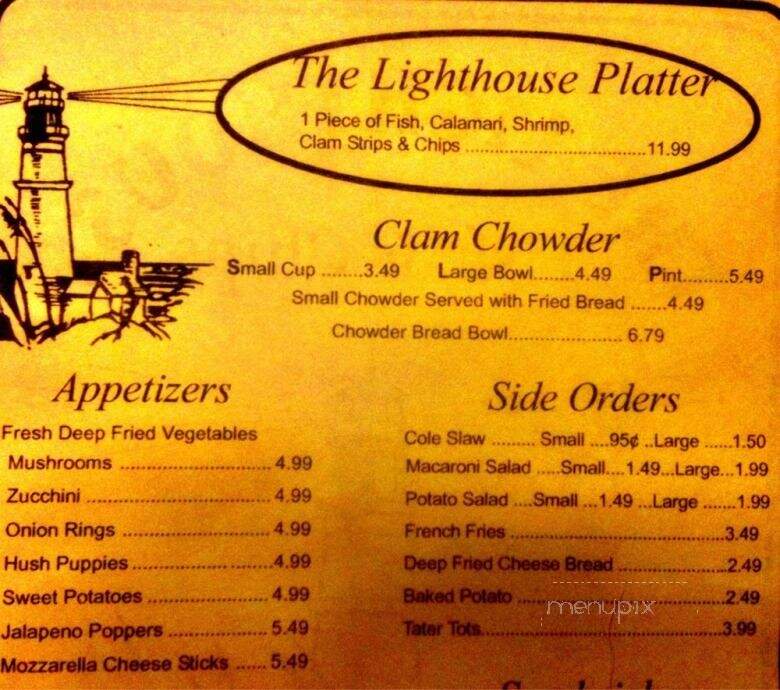 The Lighthouse Platter
1 Piece of Fish, Calamari, Shrimp,
Clam Strips & Chips ........................................11.99
Clam Chowder
Small Cup ........3.49 Large Bowl........4.49 Pint.........5.49
Small Chowder Served with Fried Bread .......4.49
Chowder Bread Bowl...................... 6.79
Appetizers
Fresh Deep Fried Vegetables
Mushrooms ........................... 4.99
Zucchini ................................. 4.99
Onion Rings ........................... 4.99
Hush Puppies ........................4.99
Sweet Potatoes ..................... 4.99
Jalapeno Poppers .................. 5.49
Mozzarella Cheese Sticks ...... 5.49
Side Orders
Cole Slaw ......... Small ....95¢ ..Large ......1.50
Macaroni Salad .....Small....1.49...Large...1.99
Potato Salad ....Small ...1.49 ...Large .......1.99
French Fries ........................................3.49
Deep Fried Cheese Bread .....................2.49
Baked Potato .......................................2.49
menupix
Tater Tots............................................3.99